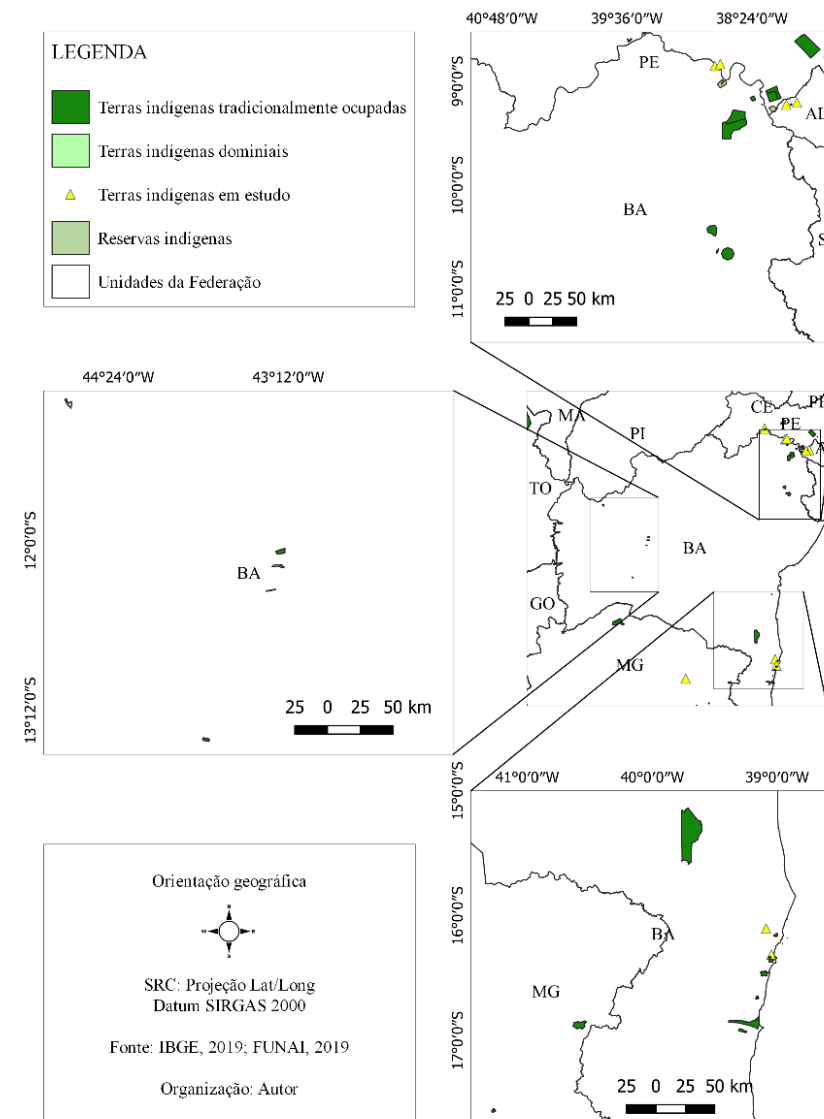 LEGENDA
Terras indígenas tradicionalmente ocupadas
Terras indígenas dominiais
Terras indígenas em estudo
Reservas indígenas
Unidades da Federação
40°48'0"W 39°36'0"W 38°24'0"W
9°0'0"S
10°0'0"S
11°0'0"S
PE
AL
BA
S
25 0 25 50 km
44°24'0"W 43°12'0"W
12°0'0"S
13°12'0"S
BA
25 0 25 50 km
MA
CE
PE
PI
PE
A
TO
BA
GO
MG
41°0'0"W 40°0'0"W 39°0'0"W
15°0'0"S
16°0'0"S
17°0'0"S
BA
MG
25 0 25 50 km
Orientação geográfica
N
W E
S
SRC: Projeção Lat/Long
Datum SIRGAS 2000
Fonte: IBGE, 2019; FUNAI, 2019
Organização: Autor